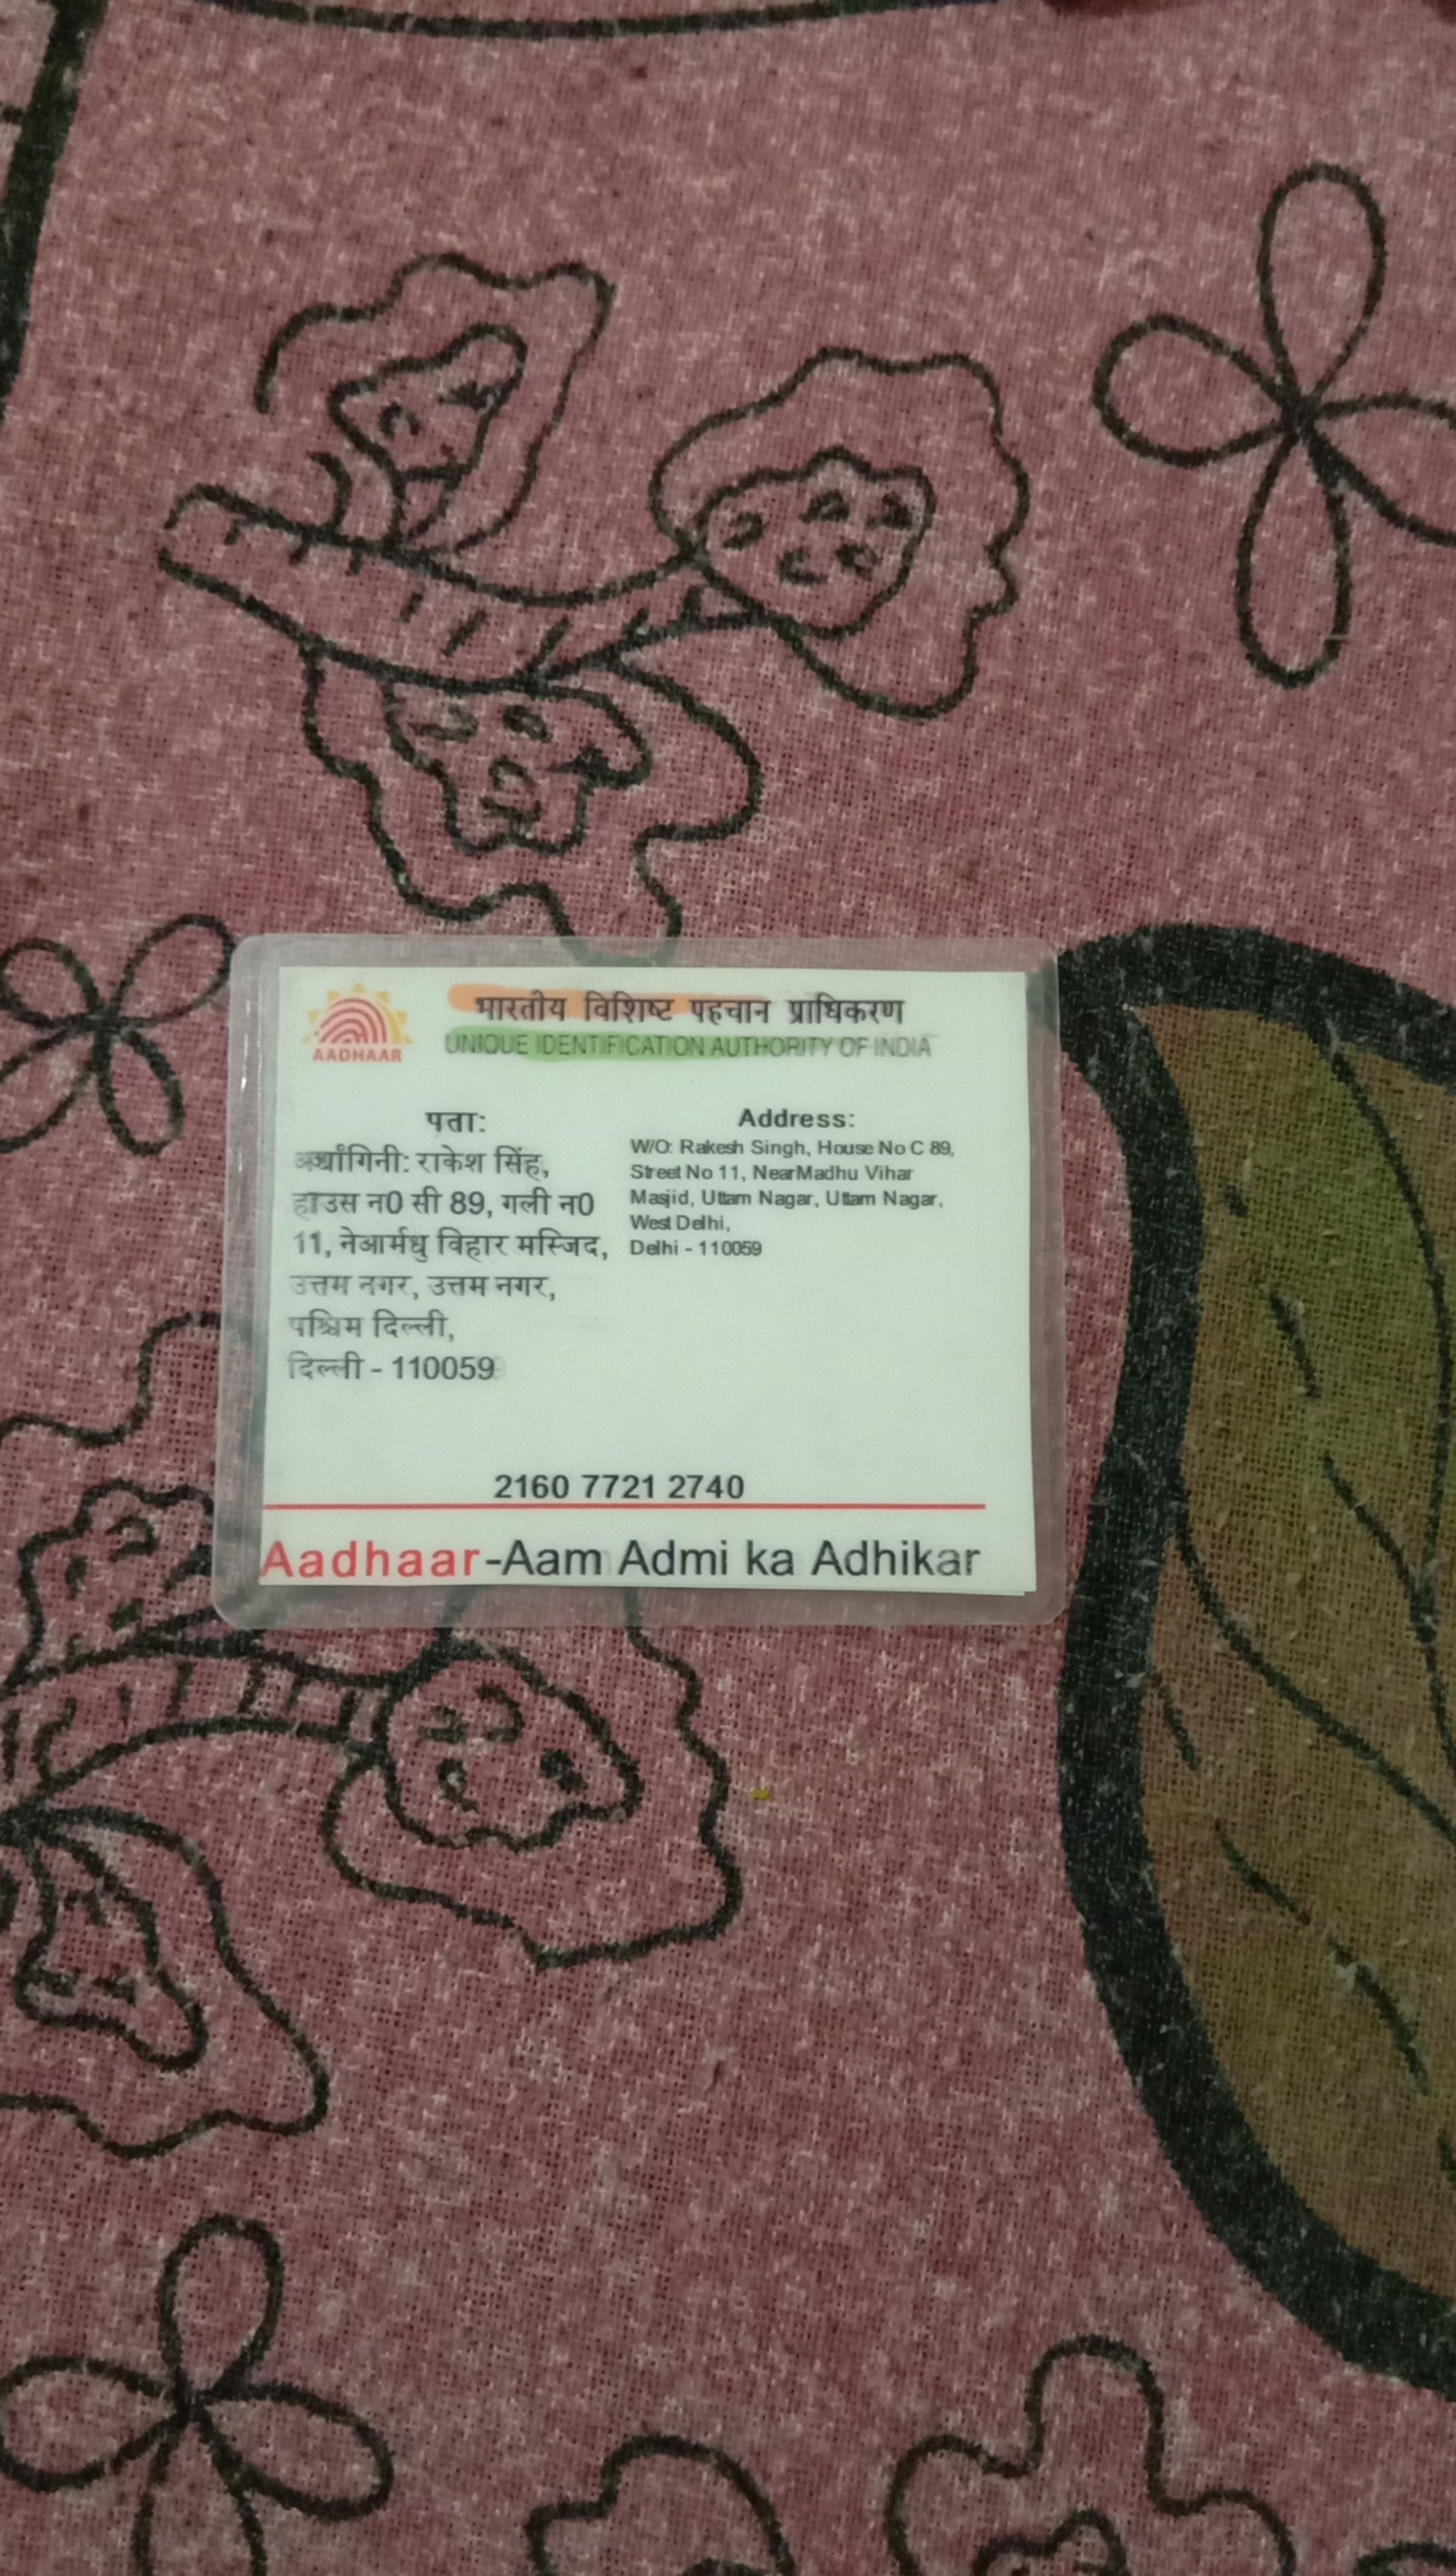 AADHAAR
भारतीय विशिष्ट पहचान प्राधिकरण
UNIQUE IDENTIFICATION AUTHORITY OF INDIA
पता:
अर्धांगिनी: राकेश सिंह,
हाउस न0 सी 89, गली न0
11, नेआर्मधु विहार मस्जिद,
उत्तम नगर, उत्तम नगर,
पश्चिम दिल्ली,
दिल्ली - 110059
Address:
W/O: Rakesh Singh, House No C 89,
Street No 11, NearMadhu Vihar
Masjid, Uttam Nagar, Uttam Nagar,
West Delhi,
Delhi - 110059
2160 7721 2740
Aadhaar-Aam Admi ka Adhikar